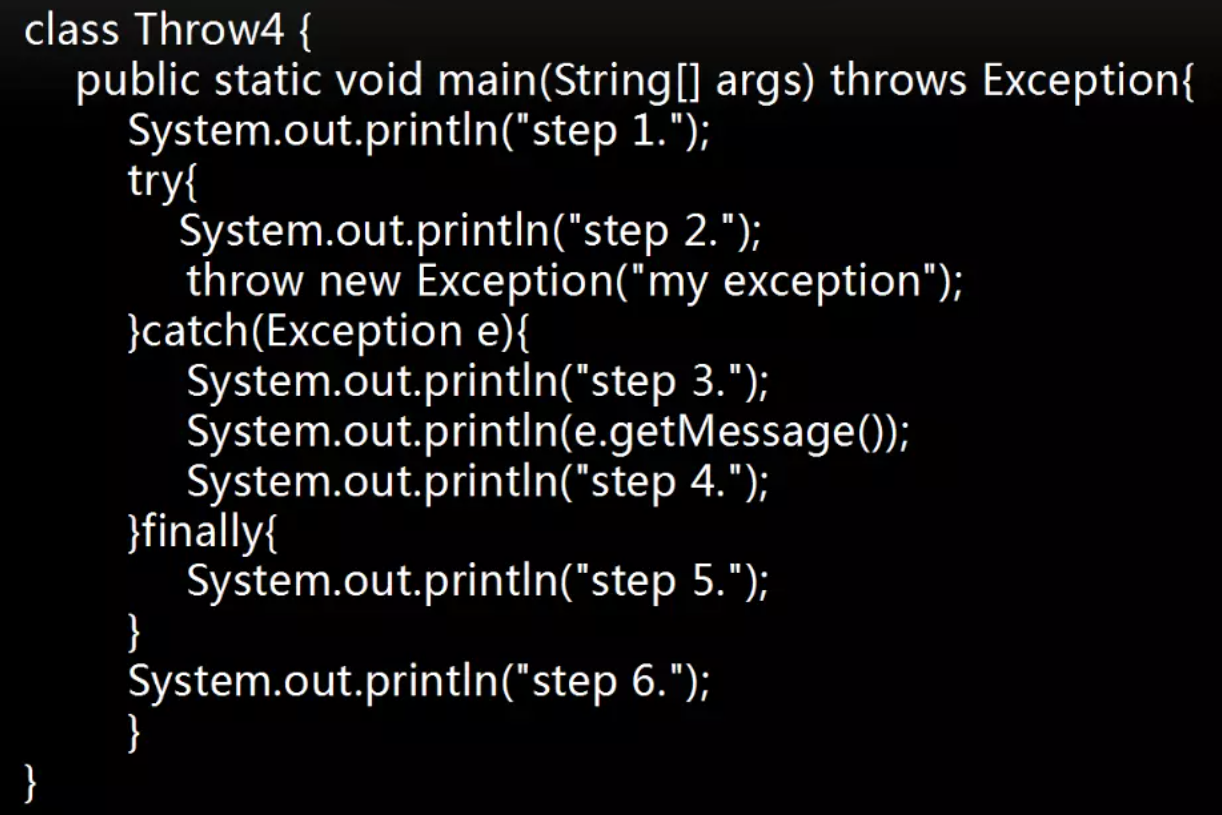 class Throw4 {
public static void main(String[] args) throws Exception{
System.out.println("step 1.");
try{
System.out.println("step 2.");
throw new Exception("my exception");
}catch(Exception e){
System.out.println("step 3.");
System.out.println(e.getMessage());
System.out.println("step 4.");
}finally{
System.out.println("step 5.");
}
System.out.println("step 6.");
}
}